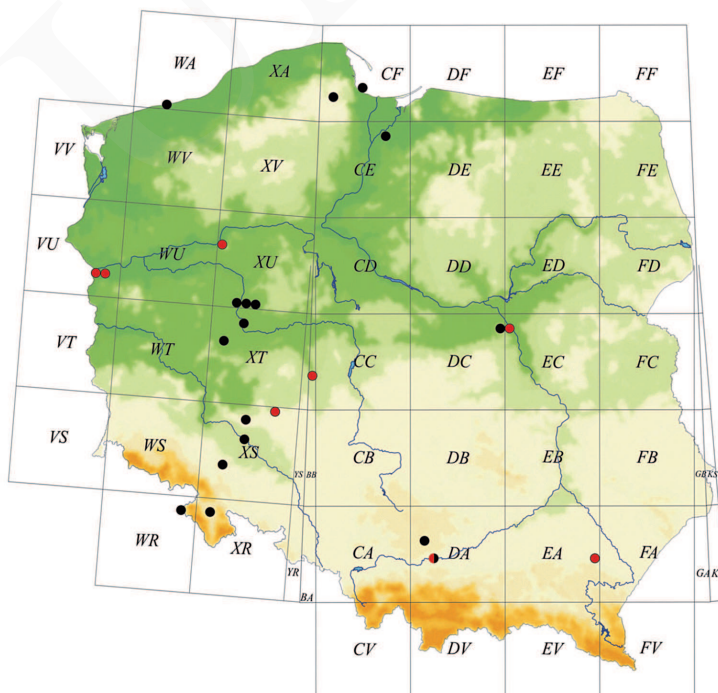 WA XA CF DF EF FF
VV WV XV CE DE EE FE
VU WU XU CD DD ED FD
VT WT XT CC DC EC FC
VS WS XS YS BB CB DB EB FB GB KS
WR XR YR CA DA EA FA GA
BA
CV DV EV FV